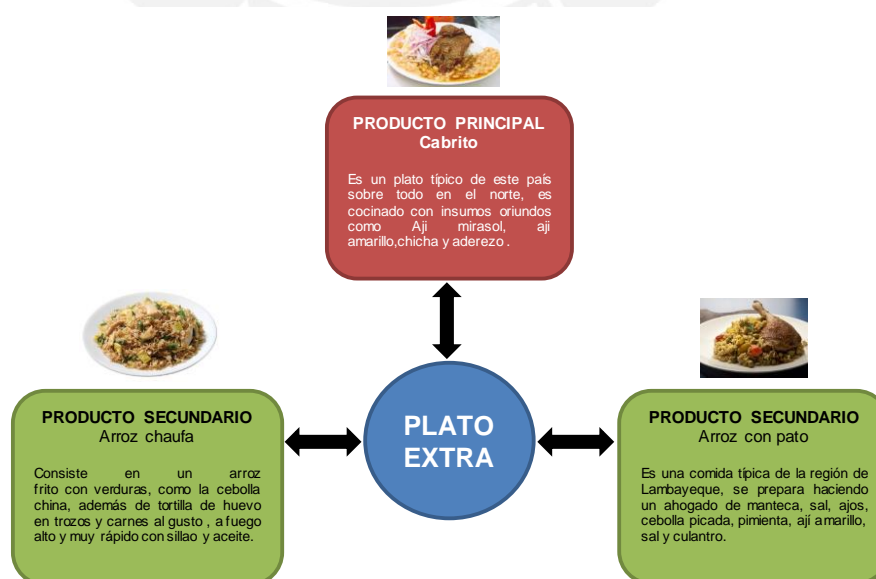 PRODUCTO PRINCIPAL
Cabrito
Es un plato típico de este país
sobre todo en el norte, es
cocinado con insumos oriundos
como Aji mirasol, aji
amarillo,chicha y aderezo .
PLATO
EXTRA
PRODUCTO SECUNDARIO
Arroz chaufa
Consiste en un arroz
frito con verduras, como la cebolla
china, además de tortilla de huevo
en trozos y carnes al gusto , a fuego
alto y muy rápido con sillao y aceite.
PRODUCTO SECUNDARIO
Arroz con pato
Es una comida típica de la región de
Lambayeque, se prepara haciendo
un ahogado de manteca, sal, ajos,
cebolla picada, pimienta, ají amarillo,
sal y culantro.